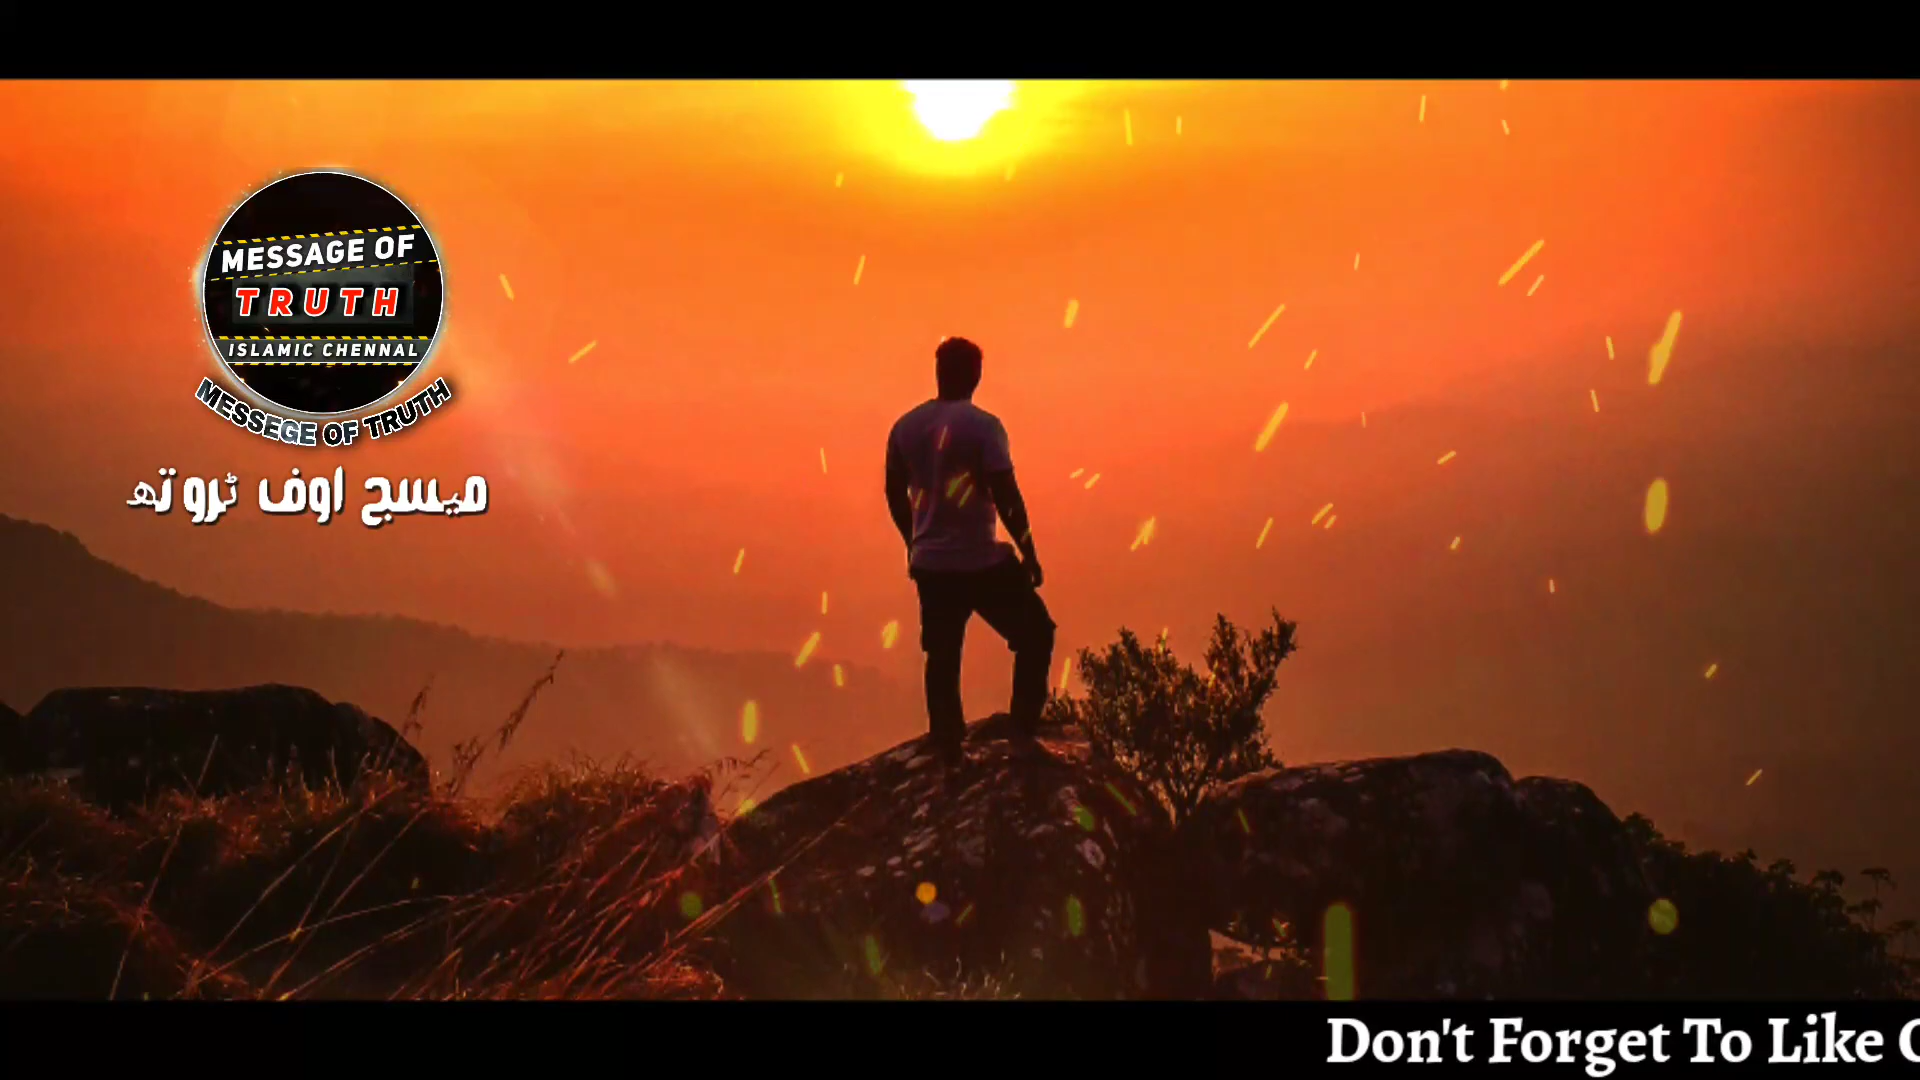 MESSAGE OF
TRUTH
ISLAMIC CHENNAL
MESSEGE OF TRUTH
میسج اوف ٹروتھ
Don't Forget To Like